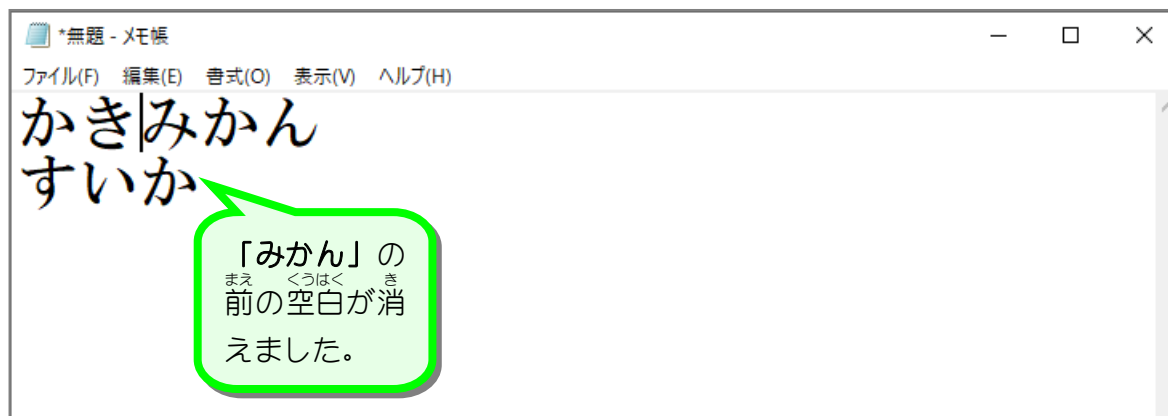 *無題 - メモ帳
ファイル(F) 編集(E) 書式(O) 表示(V) ヘルプ(H)
かきみかん
すいか
「みかん」の
まえ くうはく き
前の空白が消
えました。